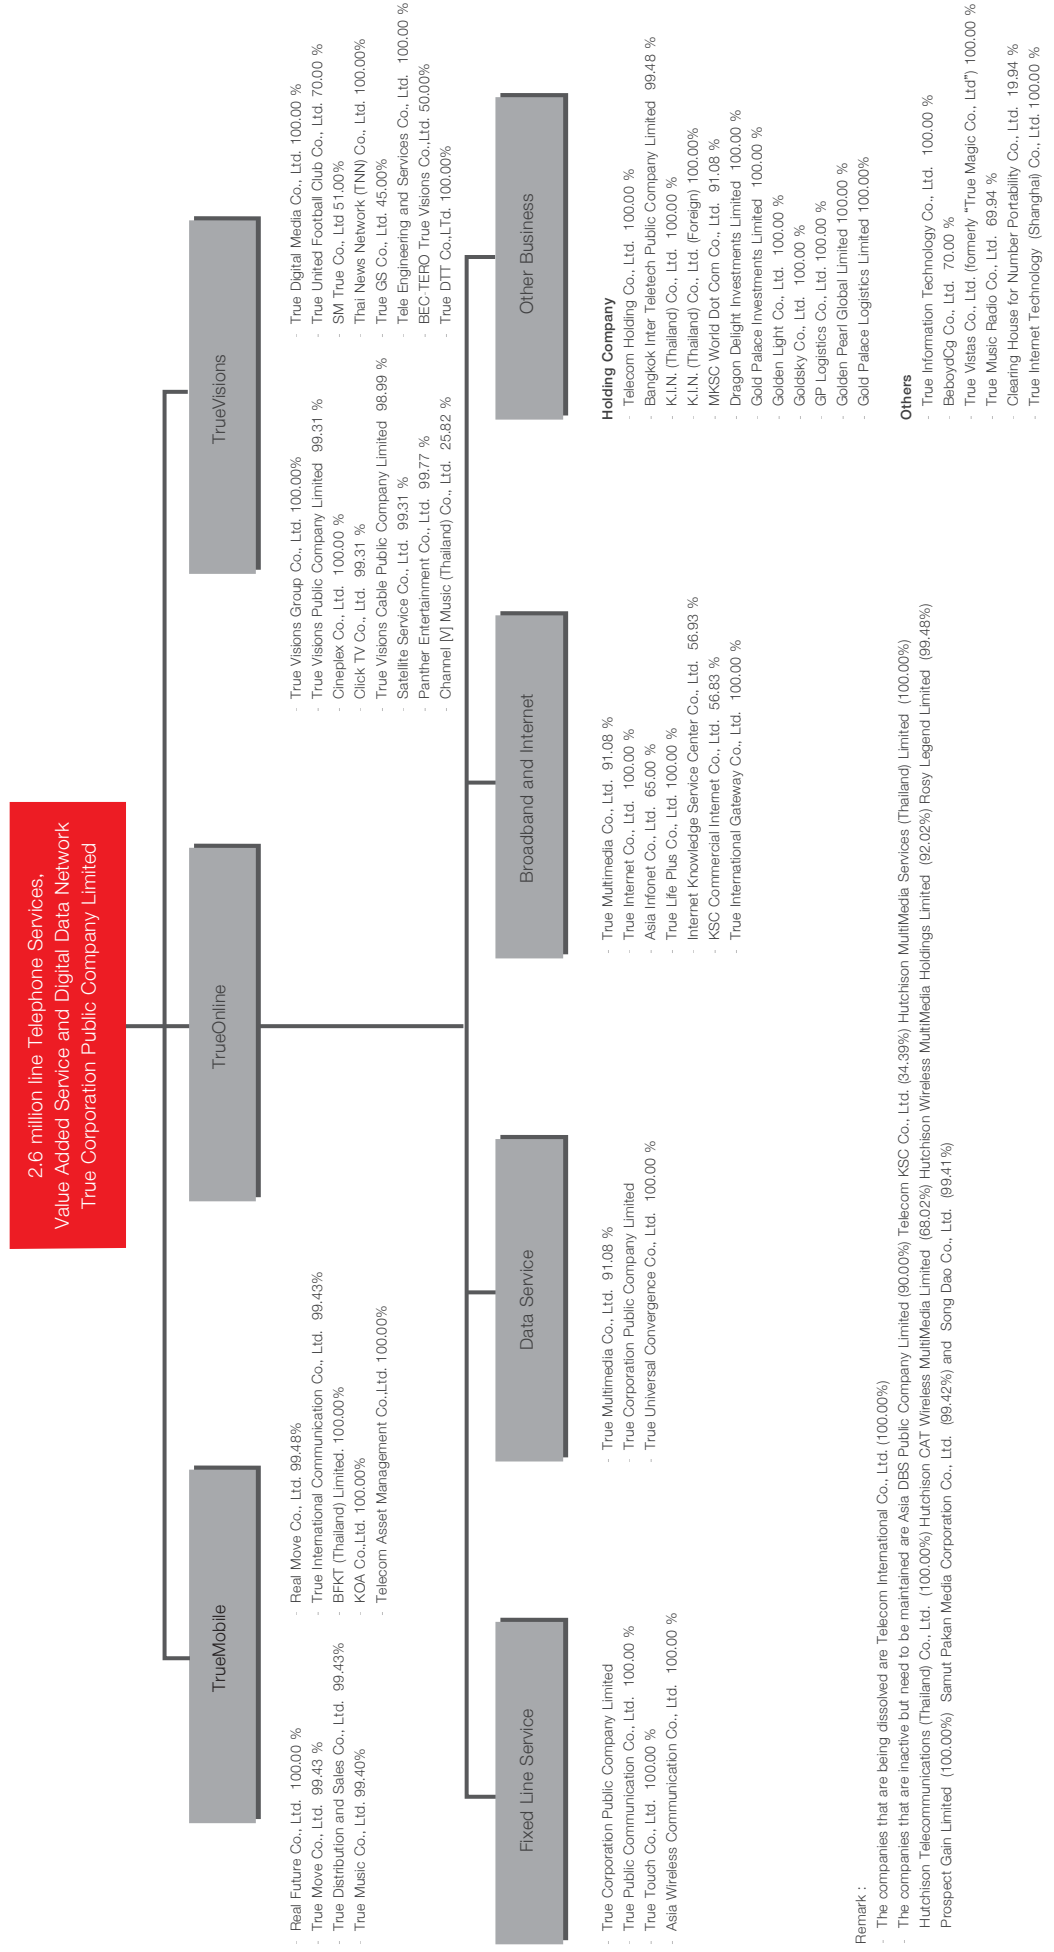 2.6 million line Telephone Services,
Value Added Service and Digital Data Network
True Corporation Public Company Limited
TrueMobile
TrueOnline
TrueVisions
- Real Future Co., Ltd. 100.00 %
- True Move Co., Ltd. 99.43 %
- True Distribution and Sales Co., Ltd. 99.43%
- True Music Co., Ltd. 99.40%
- Real Move Co., Ltd. 99.48%
- True International Communication Co., Ltd. 99.43%
- BFKT (Thailand) Limited. 100.00%
- KOA Co.,Ltd. 100.00%
- Telecom Asset Management Co.,Ltd. 100.00%
- True Visions Group Co., Ltd. 100.00%
- True Visions Public Company Limited 99.31 %
- Cineplex Co., Ltd. 100.00 %
- Click TV Co., Ltd. 99.31 %
- True Visions Cable Public Company Limited 98.99 %
- Satellite Service Co., Ltd. 99.31 %
- Panther Entertainment Co., Ltd. 99.77 %
- Channel [V] Music (Thailand) Co., Ltd. 25.82 %
- True Digital Media Co., Ltd. 100.00 %
- True United Football Club Co., Ltd. 70.00 %
- SM True Co., Ltd 51.00%
- Thai News Network (TNN) Co., Ltd. 100.00%
- True GS Co., Ltd. 45.00%
- Tele Engineering and Services Co., Ltd. 100.00 %
- BEC-TERO True Visions Co.,Ltd. 50.00%
- True DTT Co.,LTd. 100.00%
Fixed Line Service
Data Service
Broadband and Internet
Other Business
- True Corporation Public Company Limited
- True Public Communication Co., Ltd. 100.00 %
- True Touch Co., Ltd. 100.00 %
- Asia Wireless Communication Co., Ltd. 100.00 %
- True Multimedia Co., Ltd. 91.08 %
- True Corporation Public Company Limited
- True Universal Convergence Co., Ltd. 100.00 %
- True Multimedia Co., Ltd. 91.08 %
- True Internet Co., Ltd. 100.00 %
- Asia Infonet Co., Ltd. 65.00 %
- True Life Plus Co., Ltd. 100.00 %
- Internet Knowledge Service Center Co., Ltd. 56.93 %
- KSC Commercial Internet Co., Ltd. 56.83 %
- True International Gateway Co., Ltd. 100.00 %
Holding Company
- Telecom Holding Co., Ltd. 100.00 %
- Bangkok Inter Teletech Public Company Limited 99.48 %
- K.I.N. (Thailand) Co., Ltd. 100.00 %
- K.I.N. (Thailand) Co., Ltd. (Foreign) 100.00%
- MKSC World Dot Com Co., Ltd. 91.08 %
- Dragon Delight Investments Limited 100.00 %
- Gold Palace Investments Limited 100.00 %
- Golden Light Co., Ltd. 100.00 %
- Goldsky Co., Ltd. 100.00 %
- GP Logistics Co., Ltd. 100.00 %
- Golden Pearl Global Limited 100.00 %
- Gold Palace Logistics Limited 100.00%
Others
- True Information Technology Co., Ltd. 100.00 %
- BeboydCg Co., Ltd. 70.00 %
- True Vistas Co., Ltd. (formerly "True Magic Co., Ltd") 100.00 %
- True Music Radio Co., Ltd. 69.94 %
- Clearing House for Number Portability Co., Ltd. 19.94 %
- True Internet Technology (Shanghai) Co., Ltd. 100.00 %
Remark :
- The companies that are being dissolved are Telecom International Co., Ltd. (100.00%)
- The companies that are inactive but need to be maintained are Asia DBS Public Company Limited (90.00%) Telecom KSC Co., Ltd. (34.39%) Hutchison MultiMedia Services (Thailand) Limited (100.00%)
Hutchison Telecommunications (Thailand) Co., Ltd. (100.00%) Hutchison CAT Wireless MultiMedia Limited (68.02%) Hutchison Wireless MultiMedia Holdings Limited (92.02%) Rosy Legend Limited (99.48%)
Prospect Gain Limited (100.00%) Samut Pakan Media Corporation Co., Ltd. (99.42%) and Song Dao Co., Ltd. (99.41%)